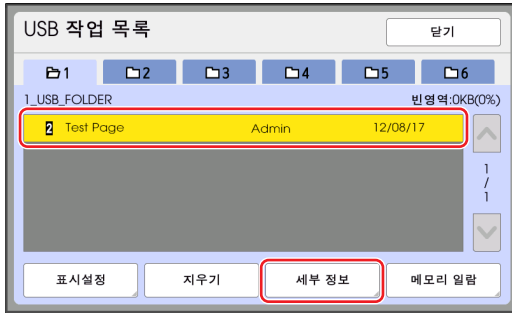 USB 작업 목록 닫기
1 2 3 4 5 6
1_USB_FOLDER 빈영역:0KB(0%)
2 Test Page Admin 12/08/17
1
/
1
표시설정 지우기 세부 정보 메모리 일람